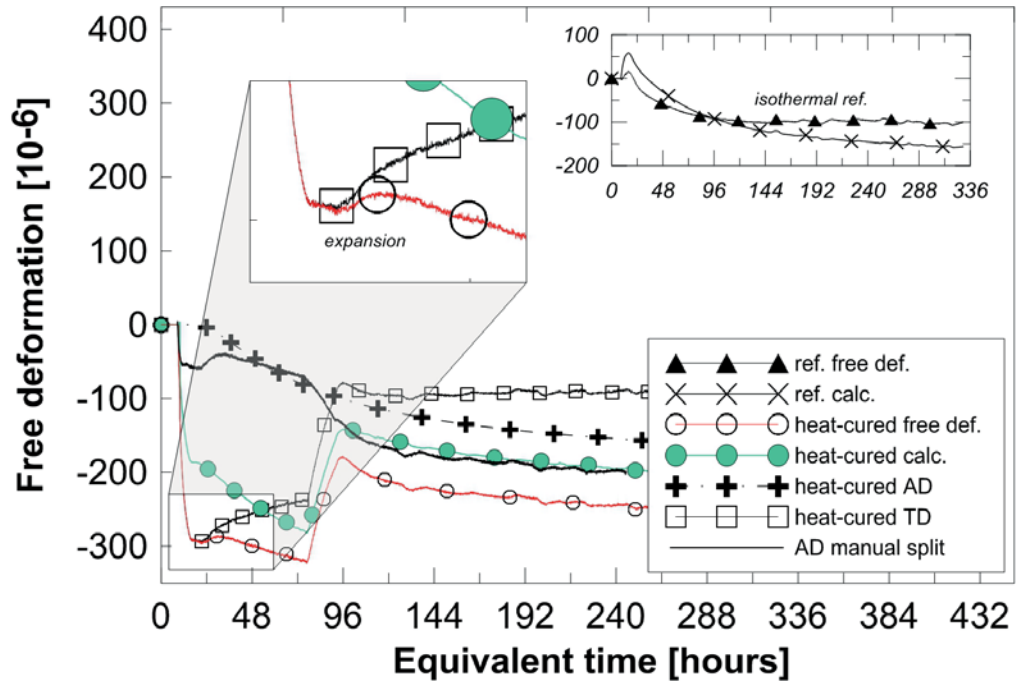 Free deformation [10-6]
400
300
200
100
0
-100
-200
-300
0
48
96
144
192
240
288
336
384
432
Equivalent time [hours]
expansion
100
0
-100
-200
isothermal ref.
0
48
96
144
192
240
288
336
ref. free def.
ref. calc.
heat-cured free def.
heat-cured calc.
heat-cured AD
heat-cured TD
AD manual split